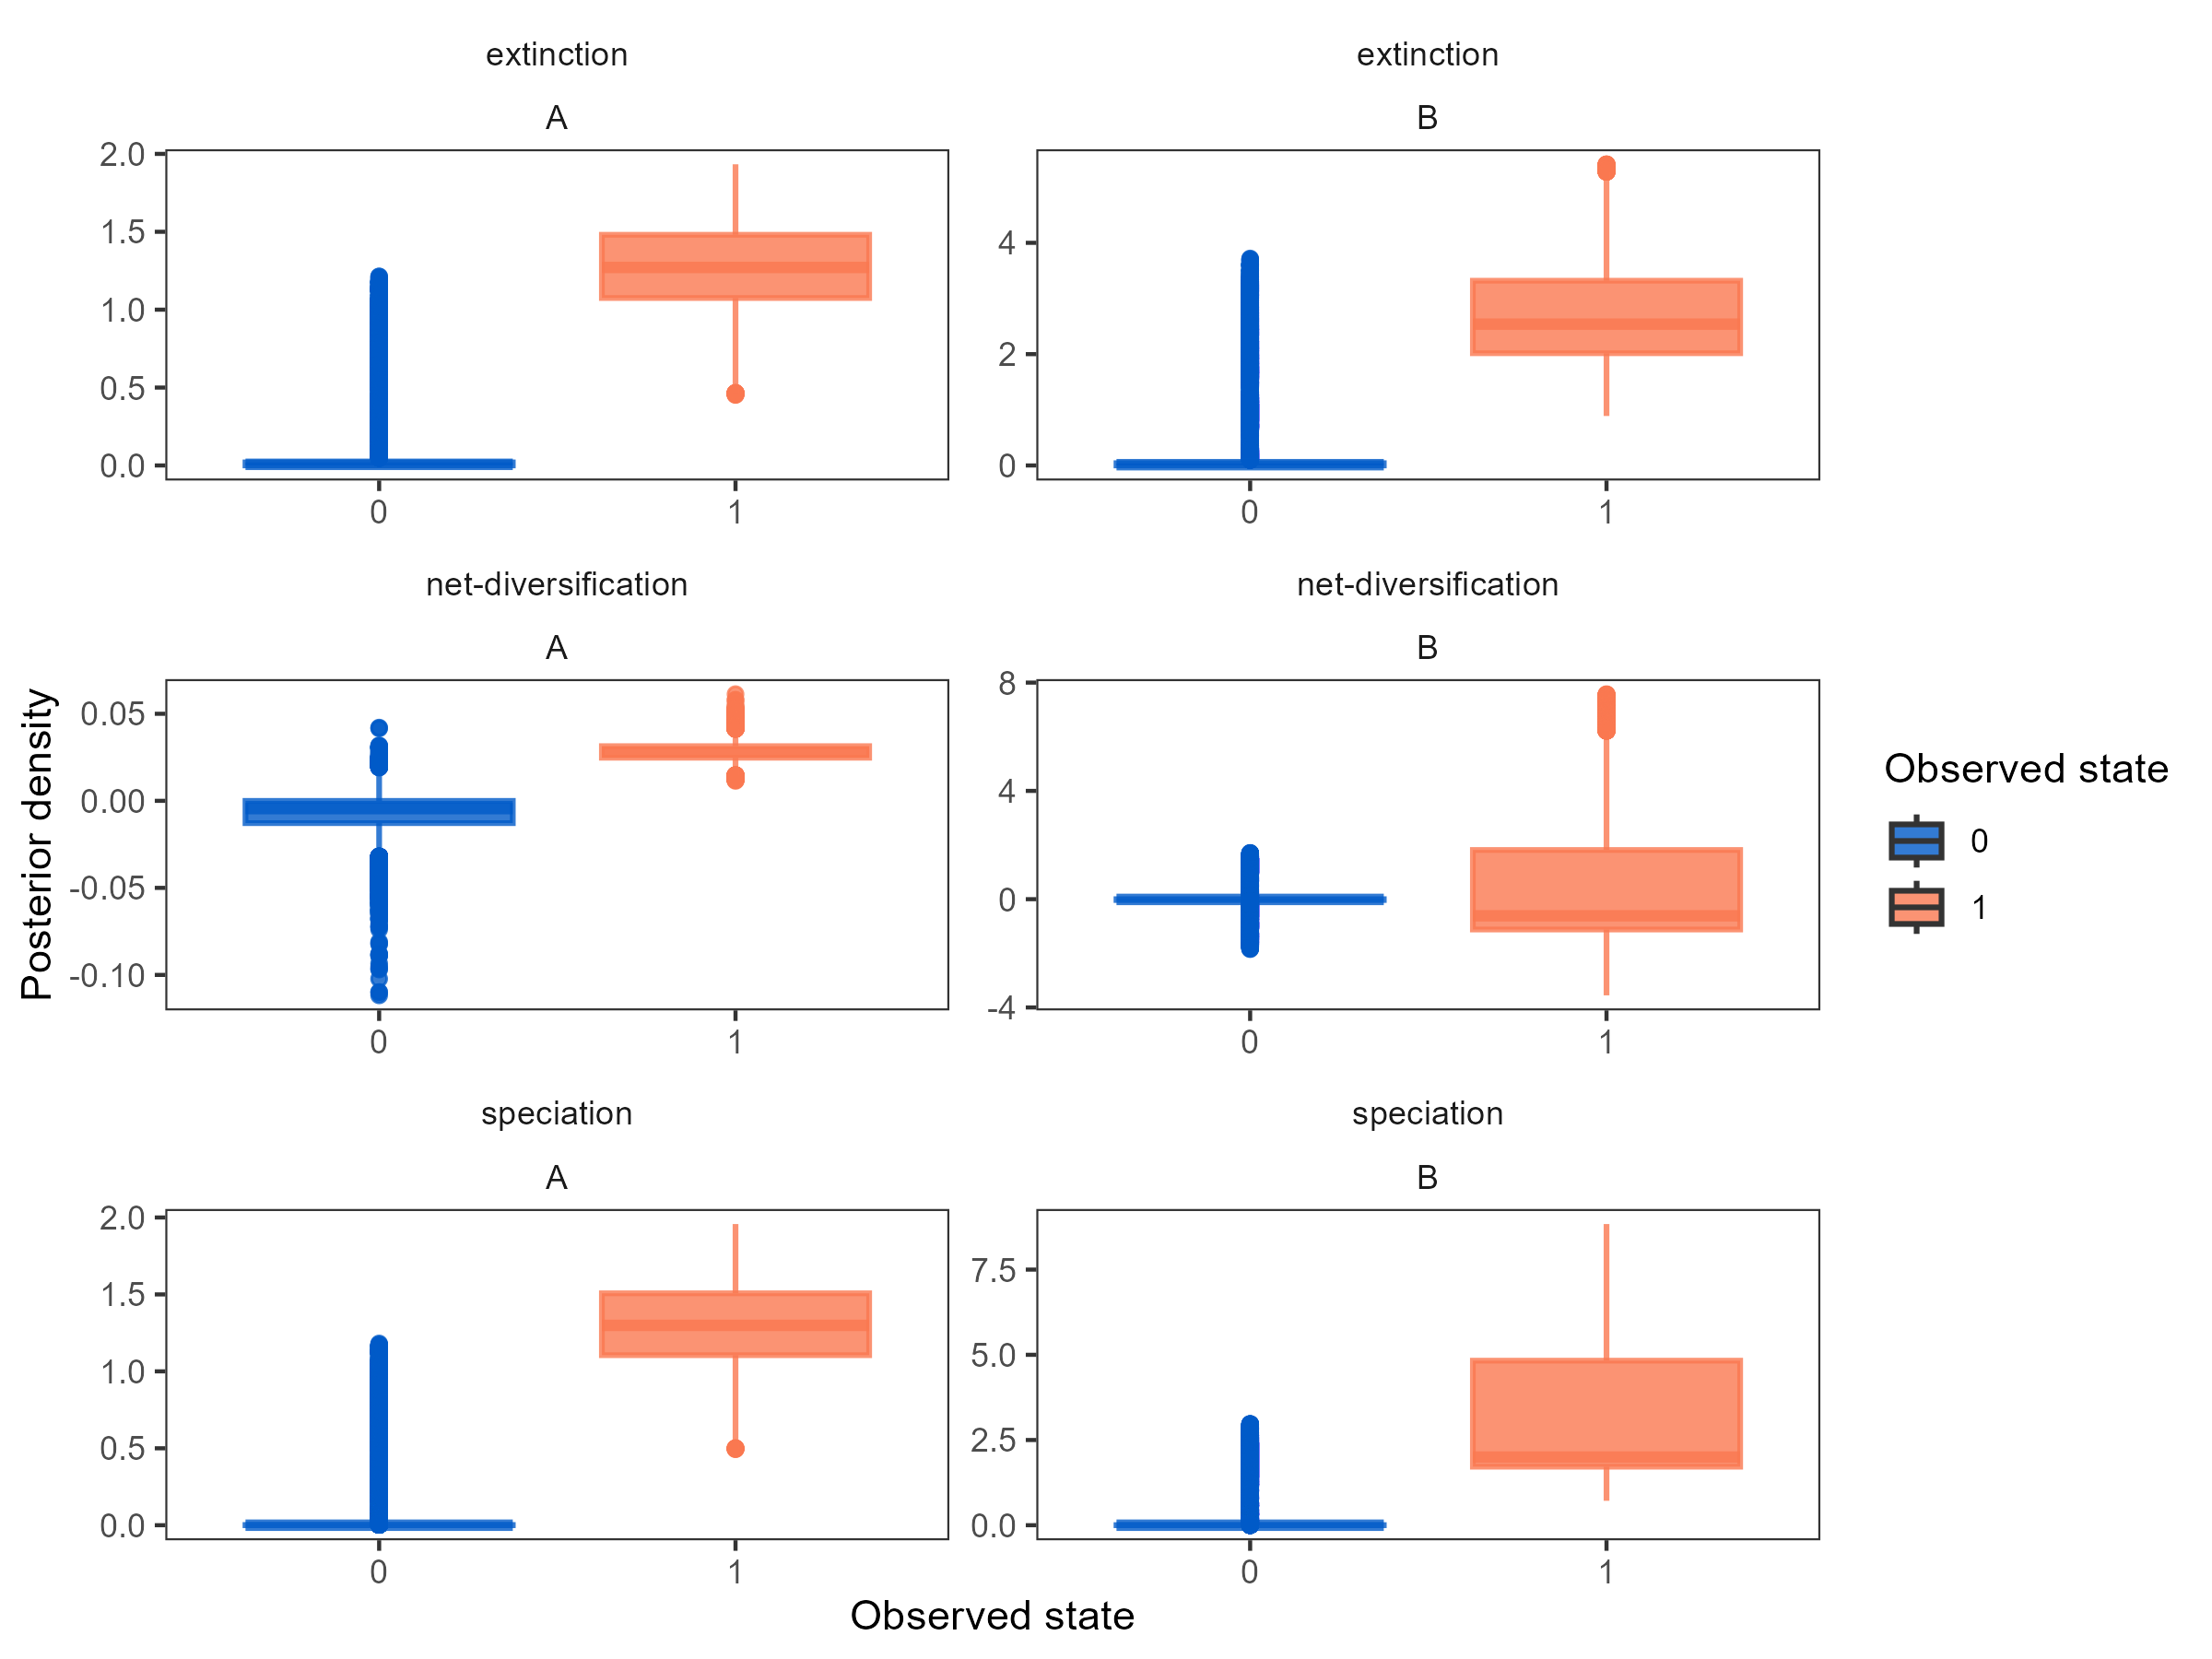 extinction
A
2.0
1.5
1.0
0.5
0.0
0 1
extinction
B
4
2
0
0 1
net-diversification
A
0.05
0.00
-0.05
-0.10
0 1
net-diversification
B
8
4
0
-4
0 1
speciation
A
2.0
1.5
1.0
0.5
0.0
0 1
speciation
B
7.5
5.0
2.5
0.0
0 1
Posterior density
Observed state
Observed state
0
1